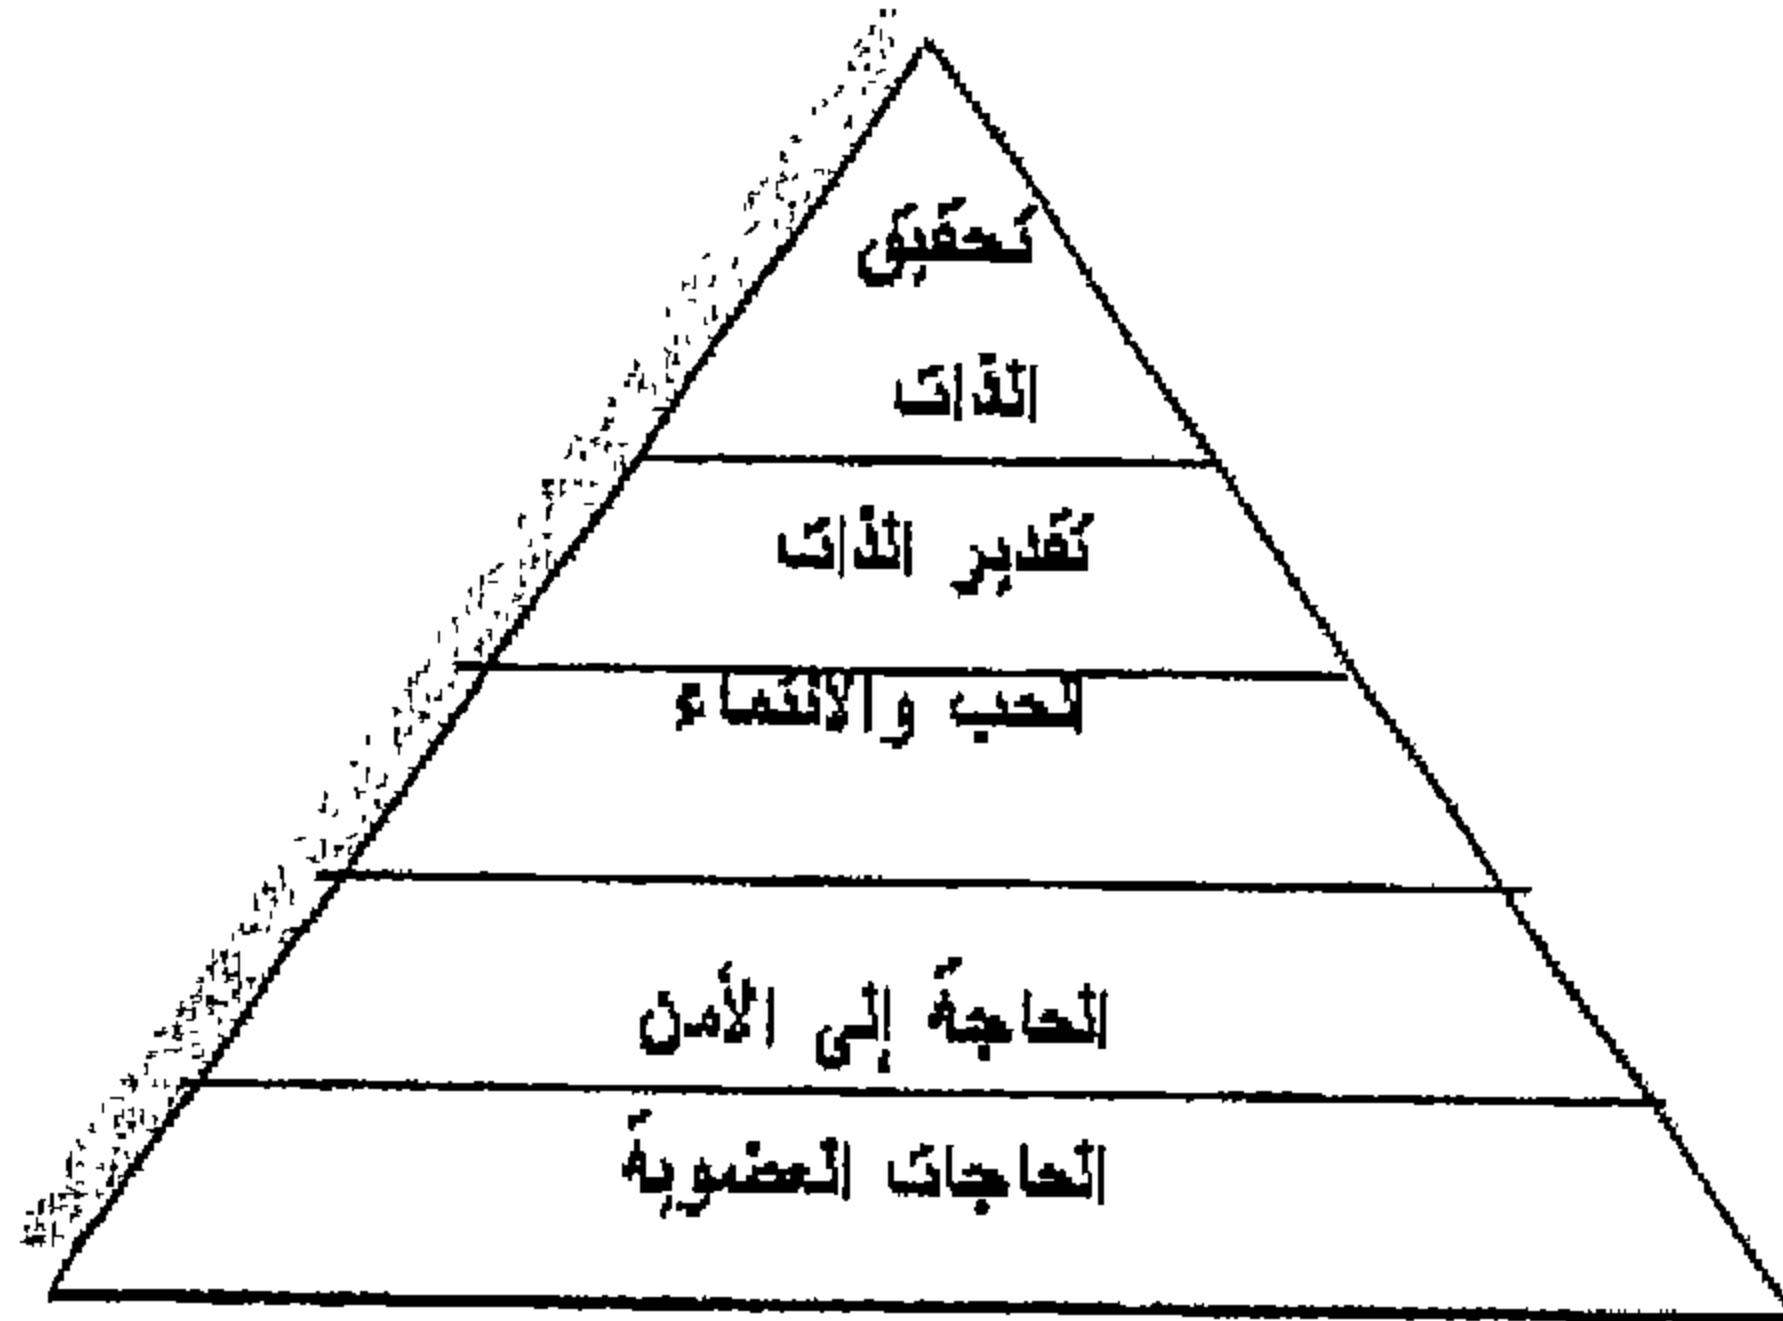 تحقيق
الذات
تقدير الذات
الحب والانتماء
الحاجة إلى الأمن
الحاجات العضوية